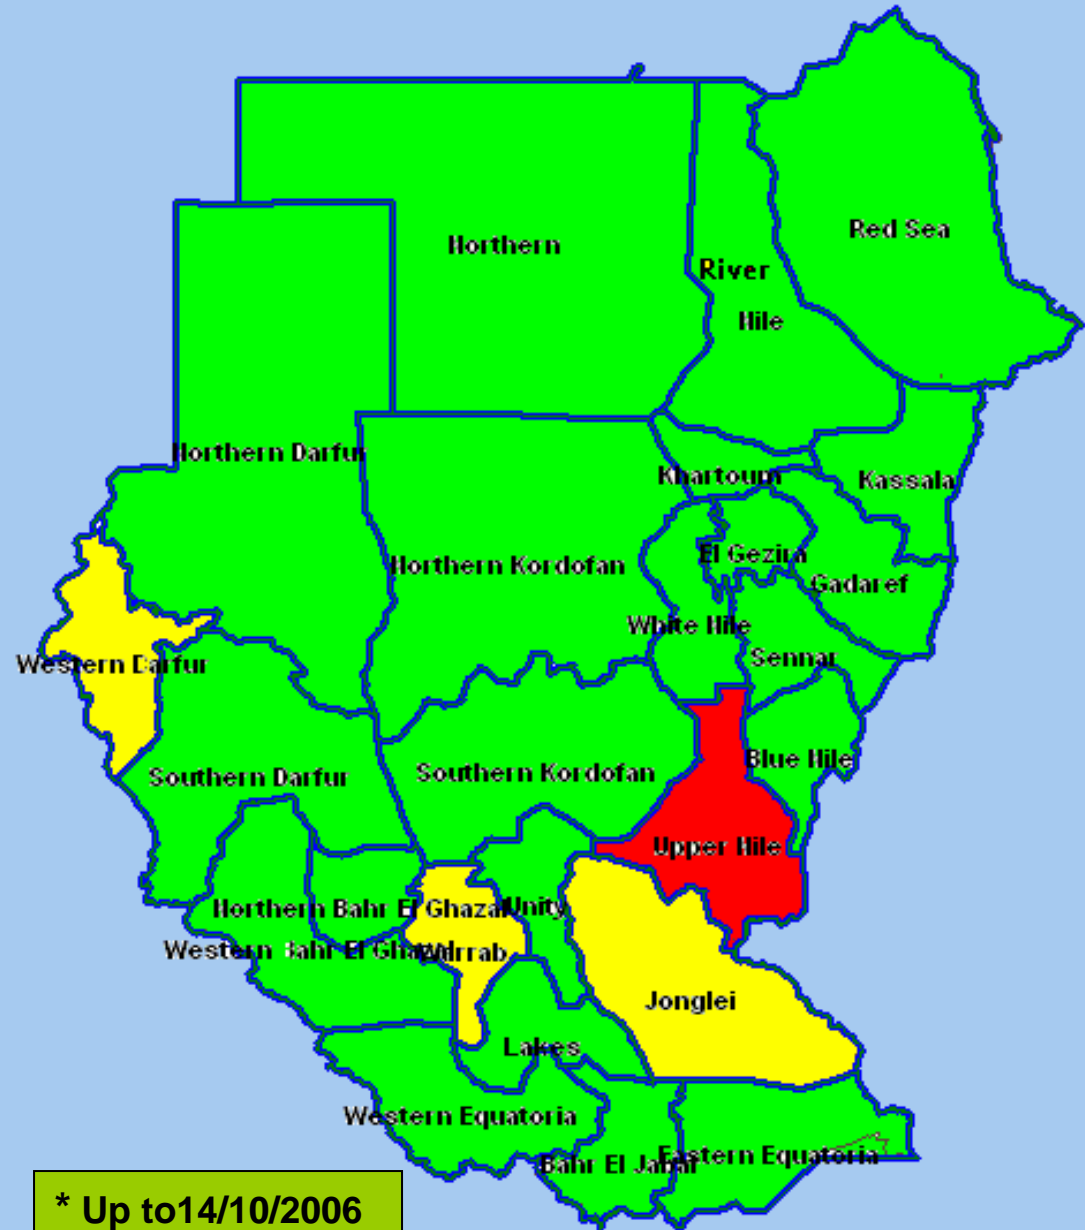 Northern
Red Sea
River
Nile
Northern Darfur
Khartoum
Kassala
El Gezira
Northern Kordofan
Gadaref
White Nile
Sennar
Western Darfur
Blue Nile
Southern Darfur
Southern Kordofan
Upper Nile
Northern Bahr El Ghazal
Unity
Western Bahr El Ghazal
Warrab
Jonglei
Lakes
Western Equatoria
Bahr El Jabal
Eastern Equatoria
* Up to14/10/2006